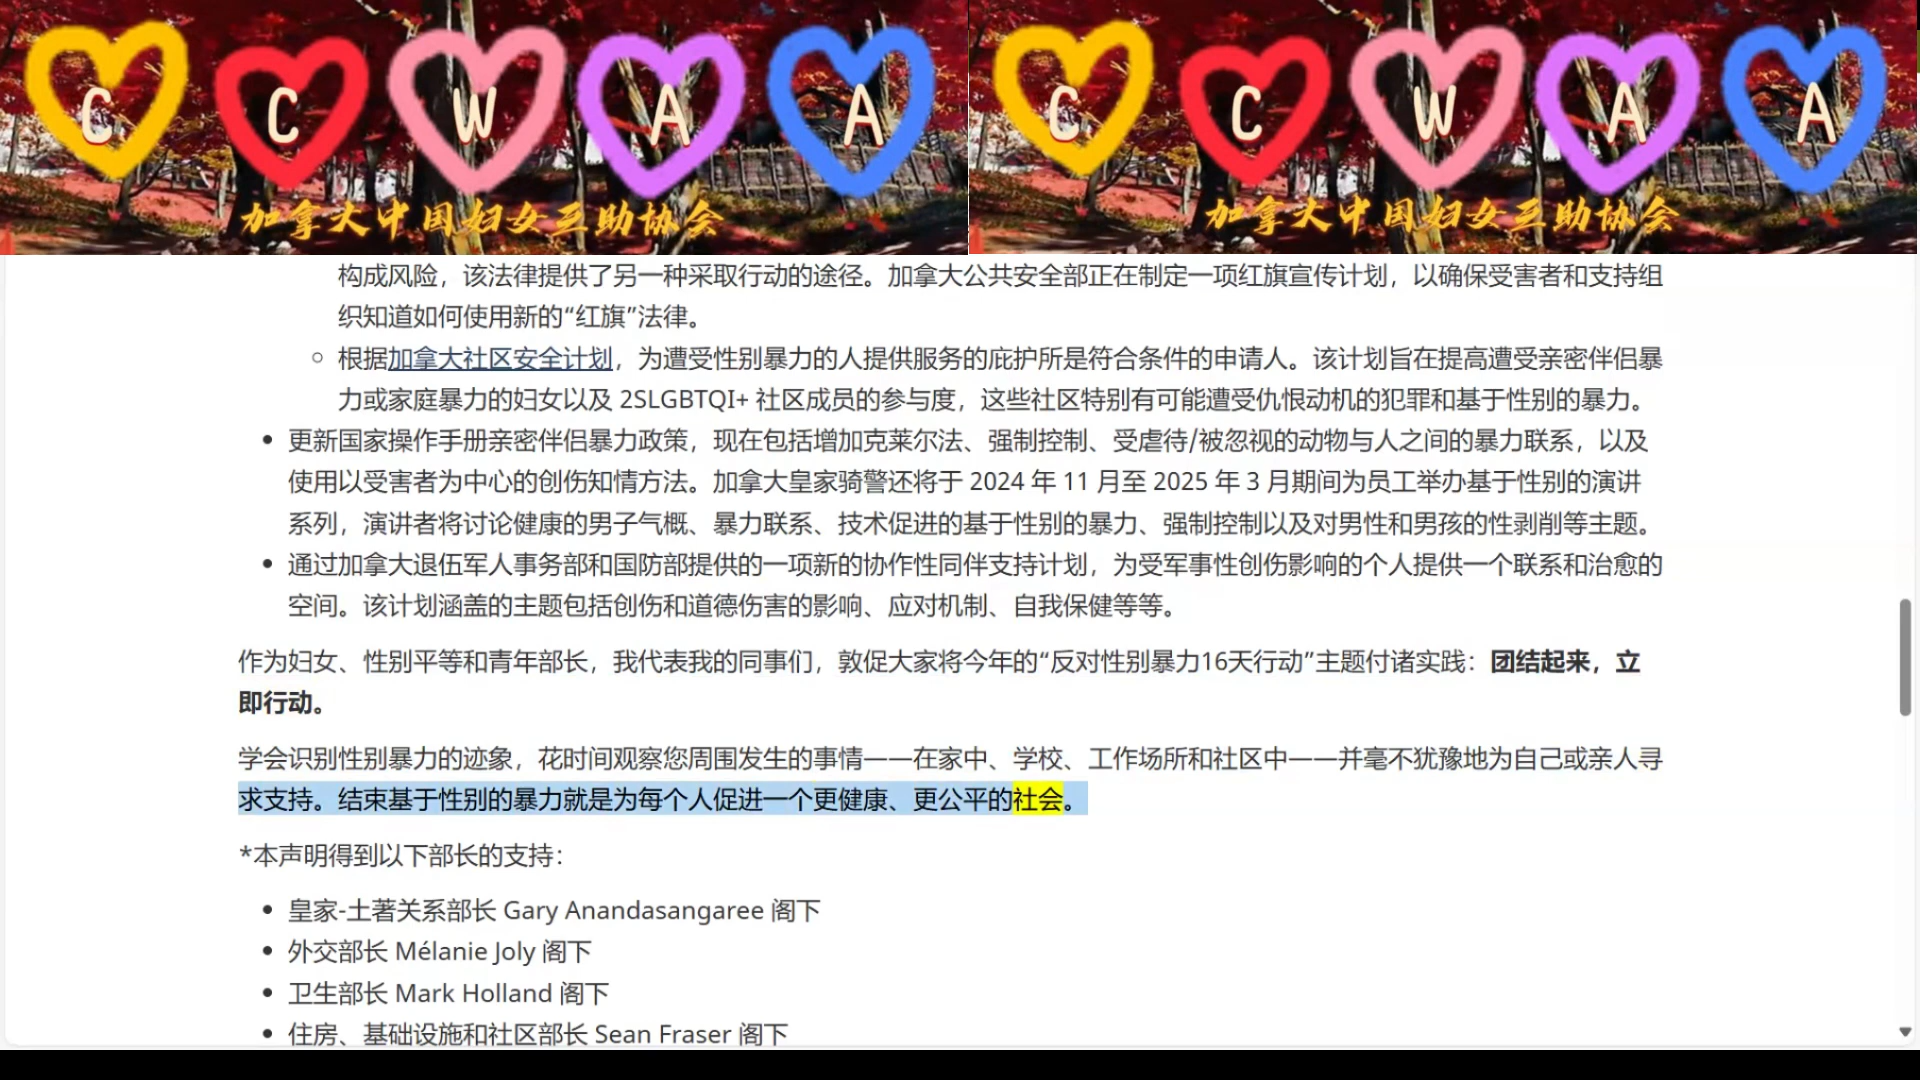 C C W A A C C W A A
加拿大中国妇女互助协会 加拿大中国妇女互助协会
构成风险，该法律提供了另一种采取行动的途径。加拿大公共安全部正在制定一项红旗宣传计划，以确保受害者和支持组
织知道如何使用新的“红旗”法律。
根据加拿大社区安全计划，为遭受性别暴力的人提供服务的庇护所是符合条件的申请人。该计划旨在提高遭受亲密伴侣暴
力或家庭暴力的妇女以及 2SLGBTQI+ 社区成员的参与度，这些社区特别有可能遭受仇恨动机的犯罪和基于性别的暴力。
更新国家操作手册亲密伴侣暴力政策，现在包括增加克莱尔法、强制控制、受虐待/被忽视的动物与人之间的暴力联系，以及
使用以受害者为中心的创伤知情方法。加拿大皇家骑警还将于 2024 年 11 月至 2025 年 3 月期间为员工举办基于性别的演讲
系列，演讲者将讨论健康的男子气概、暴力联系、技术促进的基于性别的暴力、强制控制以及对男性和男孩的性剥削等主题。
通过加拿大退伍军人事务部和国防部提供的一项新的协作性同伴支持计划，为受军事性创伤影响的个人提供一个联系和治愈的
空间。该计划涵盖的主题包括创伤和道德伤害的影响、应对机制、自我保健等等。
作为妇女、性别平等和青年部长，我代表我的同事们，敦促大家将今年的“反对性别暴力16天行动”主题付诸实践：团结起来，立
即行动。
学会识别性别暴力的迹象，花时间观察您周围发生的事情——在家中、学校、工作场所和社区中——并毫不犹豫地为自己或亲人寻
求支持。结束基于性别的暴力就是为每个人促进一个更健康、更公平的社会。
*本声明得到以下部长的支持：
皇家-土著关系部长 Gary Anandasangaree 阁下
外交部长 Mélanie Joly 阁下
卫生部长 Mark Holland 阁下
住房、基础设施和社区部长 Sean Fraser 阁下